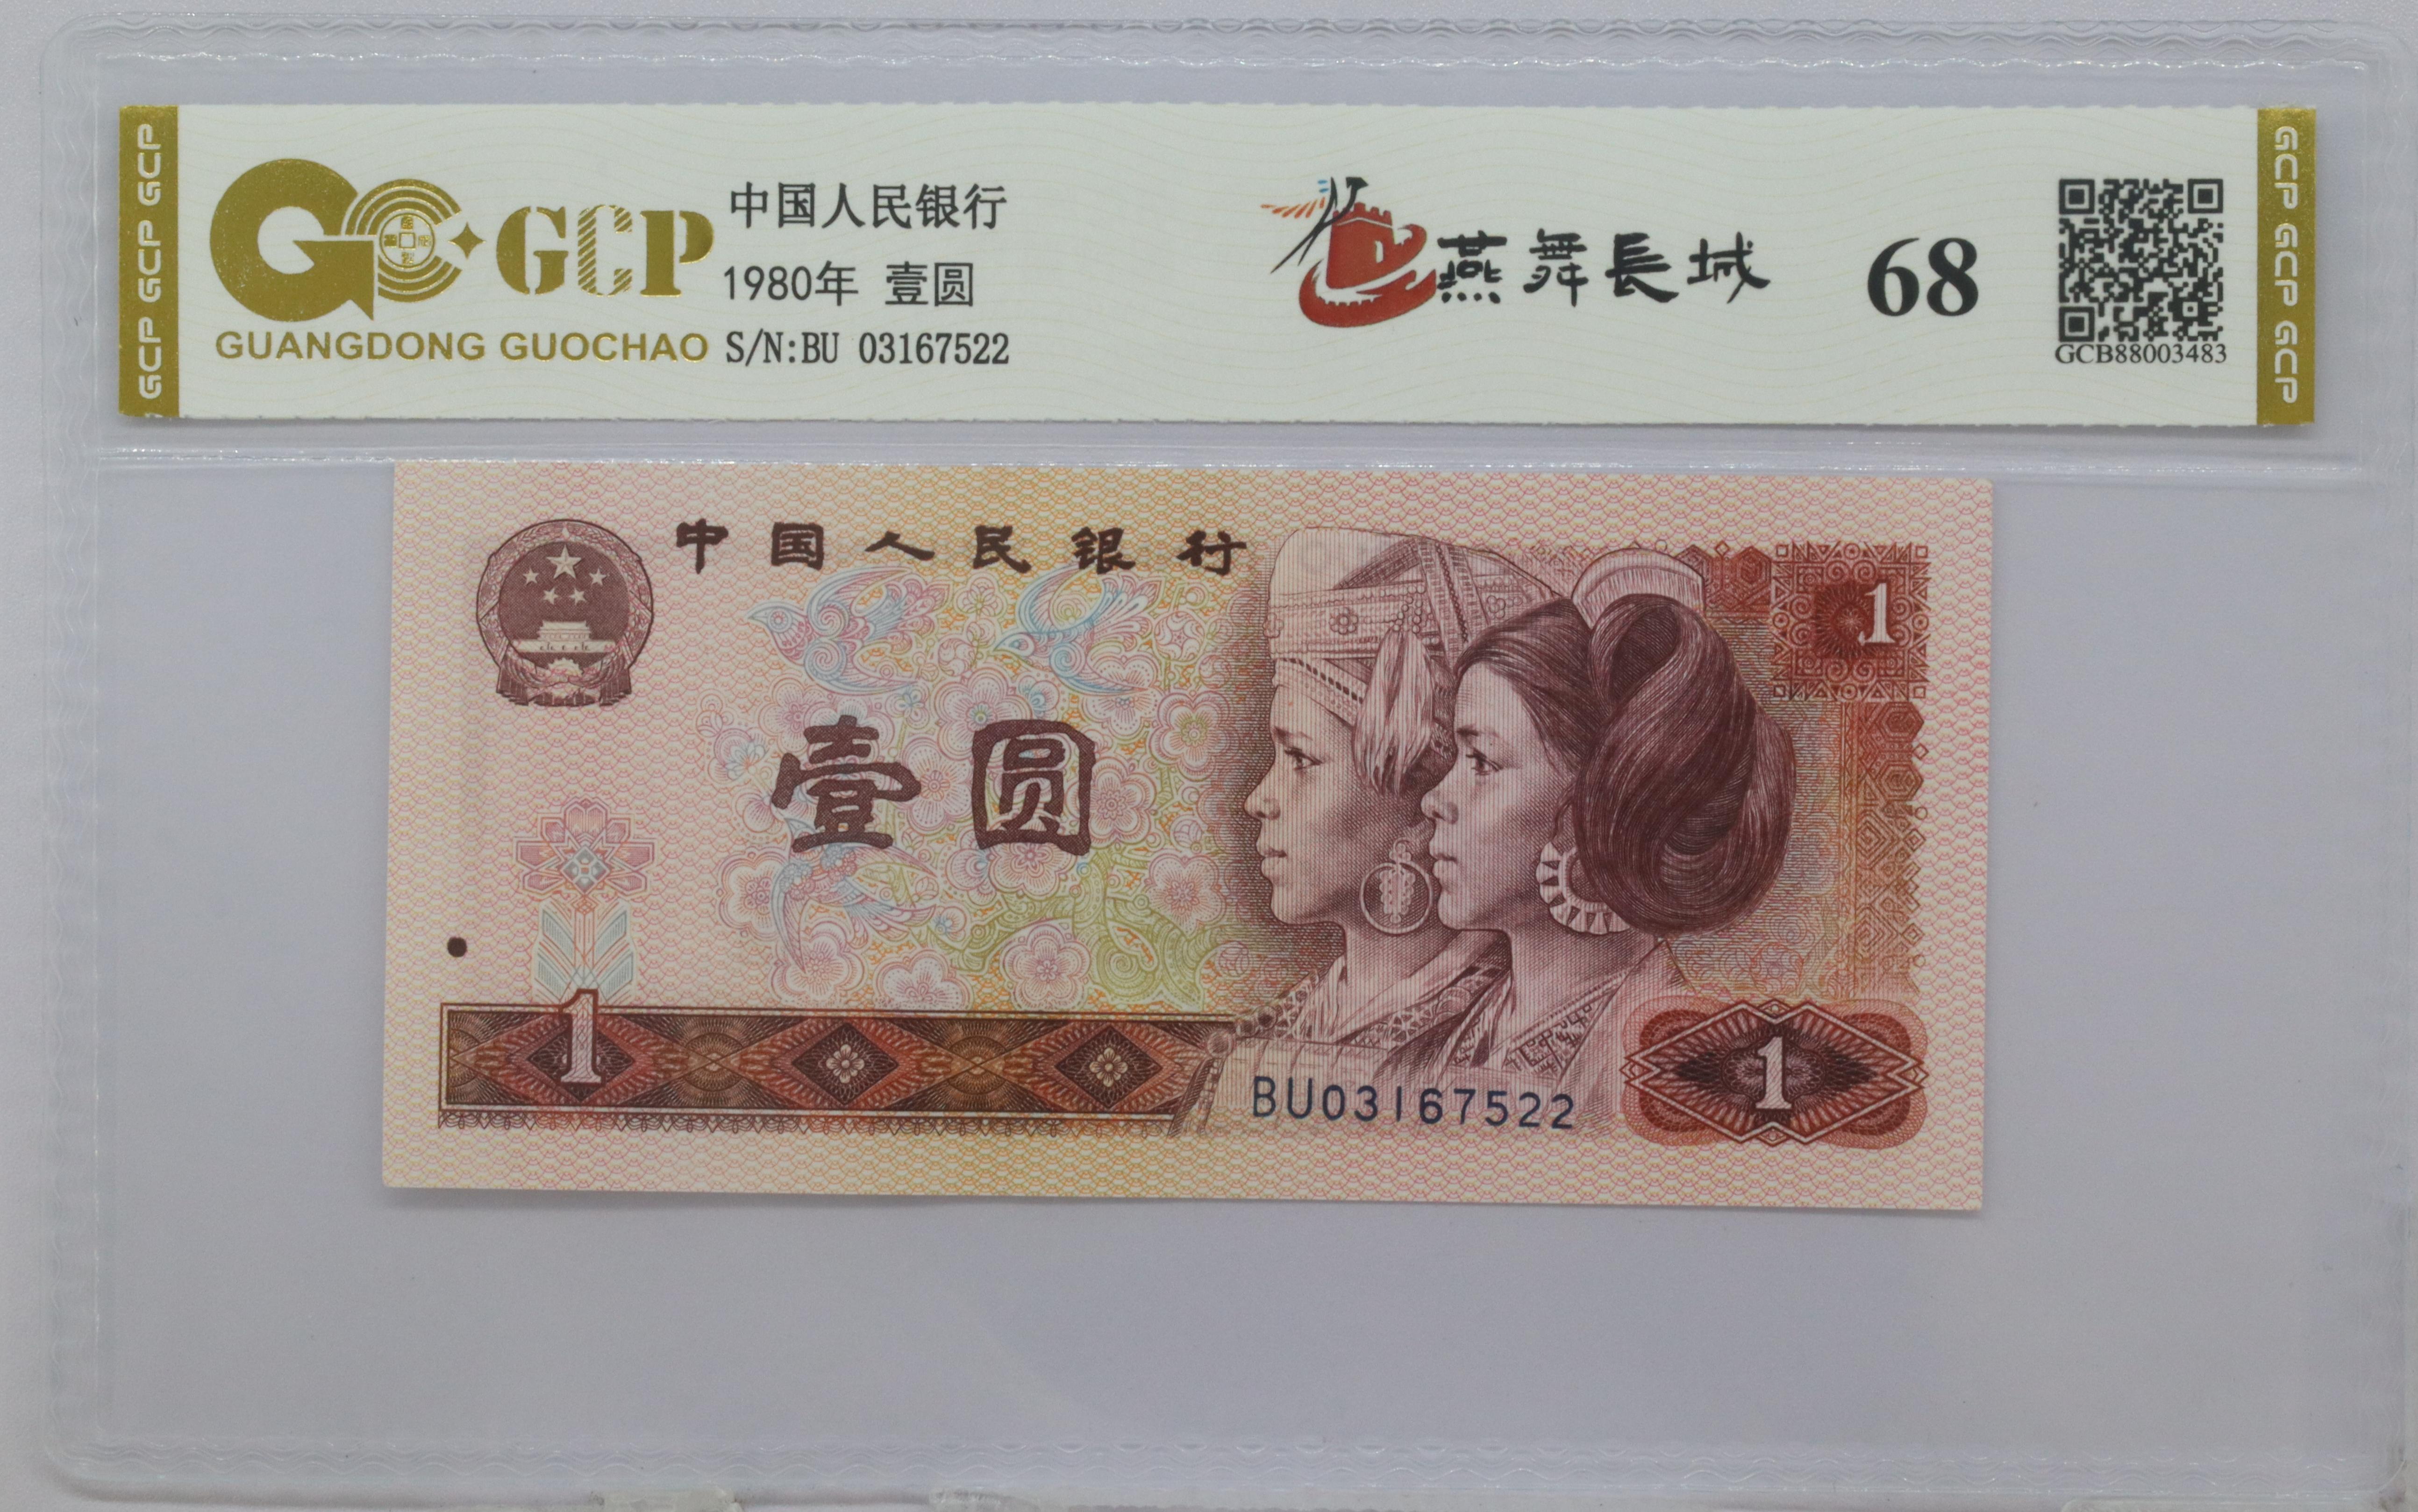 GCP GCP GCP
GCP
中国人民银行
1980年 壹圆
GUANGDONG GUOCHAO
S/N:BU 03167522
燕舞長城
68
GCB88003483
GCP GCP GCP
中国人民银行
1
壹圆
1
1
BU03167522